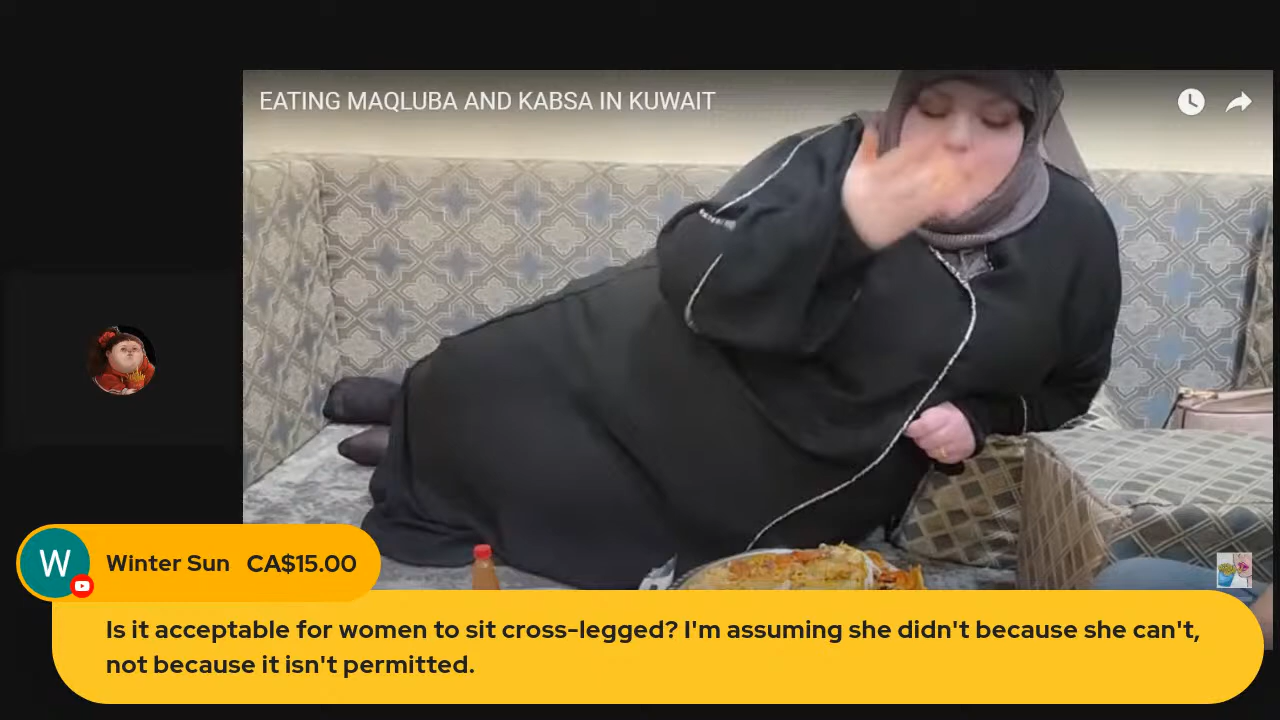 EATING MAQLUBA AND KABSA IN KUWAIT
W
Winter Sun CA$15.00
Is it acceptable for women to sit cross-legged? I'm assuming she didn't because she can't,
not because it isn't permitted.